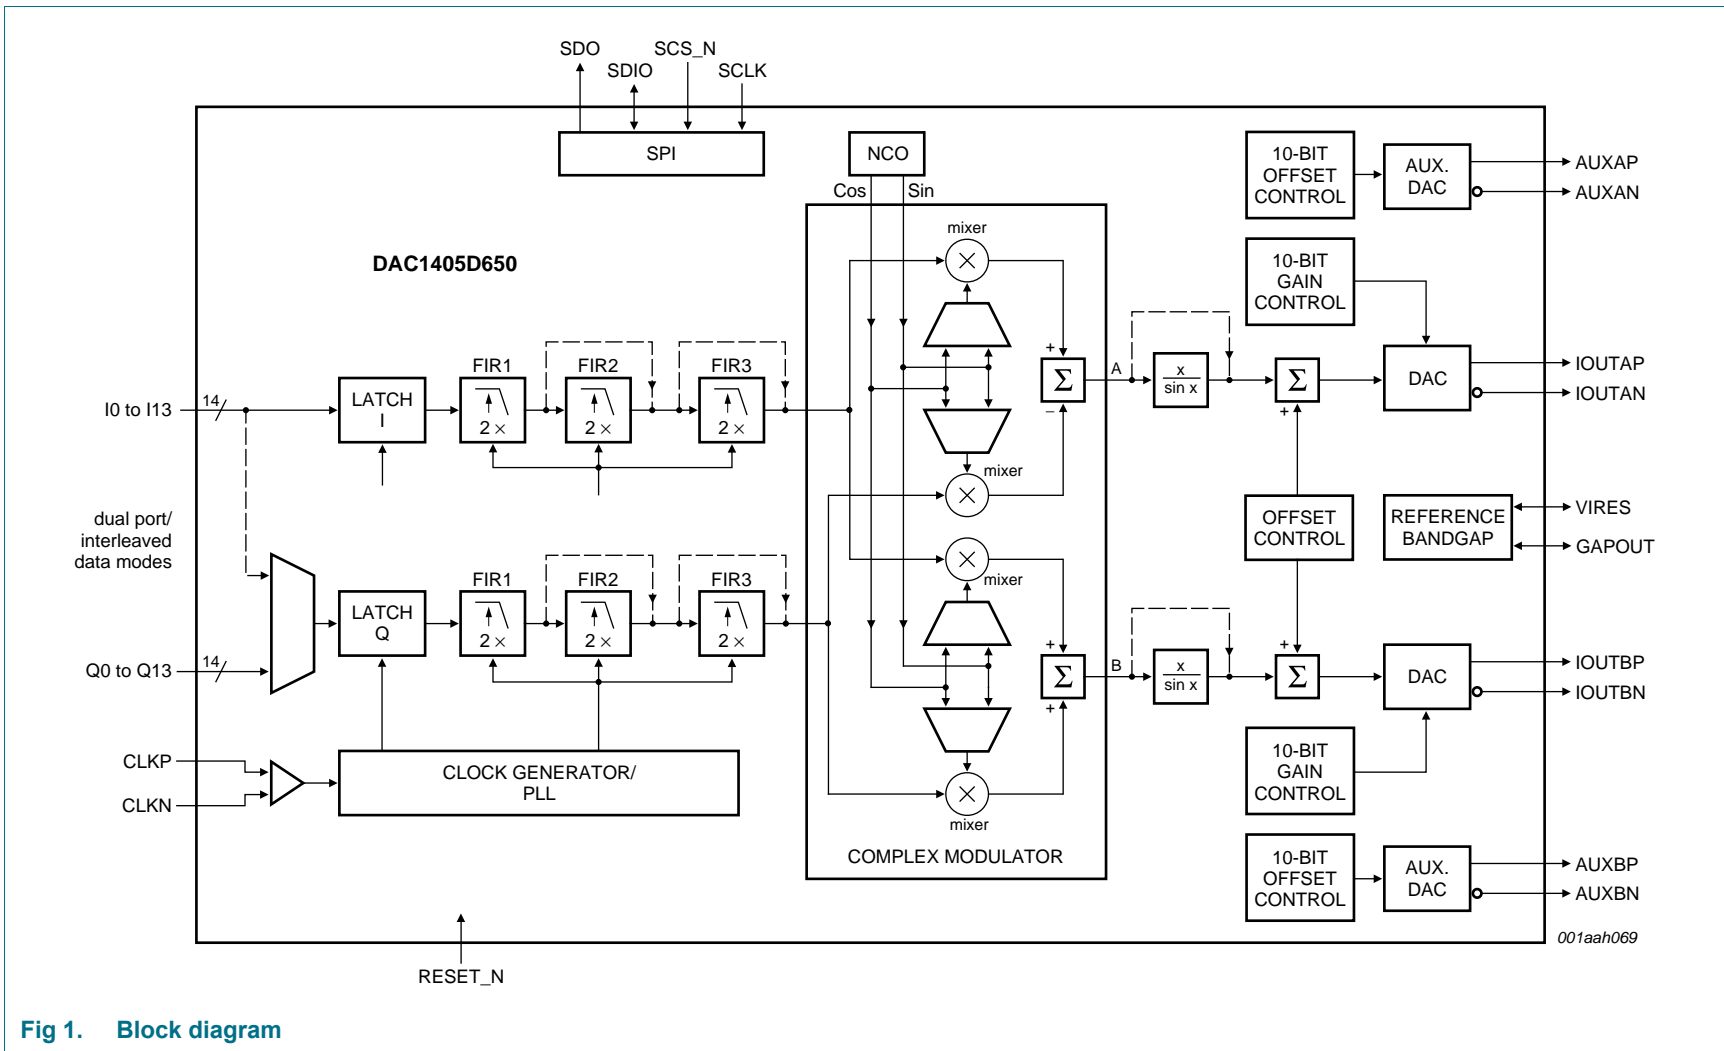 SDO
SDIO
SCS_N
SCLK
SPI
NCO
Cos
Sin
10-BIT
OFFSET
CONTROL
AUX.
DAC
AUXAP
AUXAN
DAC1405D650
mixer
10-BIT
GAIN
CONTROL
I0 to I13
14
LATCH
I
FIR1
2 ×
FIR2
2 ×
FIR3
2 ×
+
Σ
−
A
x
sin x
Σ
+
DAC
IOUTAP
IOUTAN
mixer
dual port/
interleaved
data modes
OFFSET
CONTROL
REFERENCE
BANDGAP
VIRES
GAPOUT
mixer
Q0 to Q13
14
LATCH
Q
FIR1
2 ×
FIR2
2 ×
FIR3
2 ×
+
Σ
+
B
x
sin x
+
Σ
DAC
IOUTBP
IOUTBN
CLKP
CLKN
CLOCK GENERATOR/
PLL
mixer
COMPLEX MODULATOR
10-BIT
GAIN
CONTROL
10-BIT
OFFSET
CONTROL
AUX.
DAC
AUXBP
AUXBN
RESET_N
001aah069
Fig 1. Block diagram